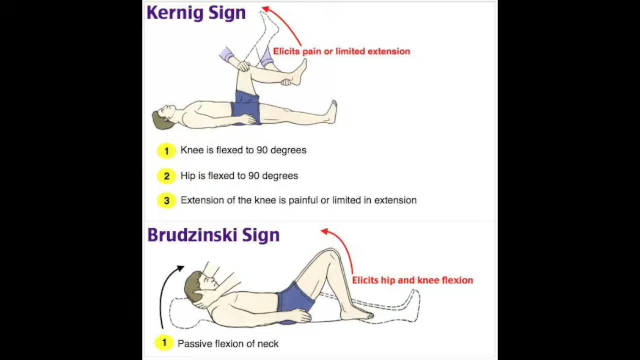 Kernig Sign
Elicits pain or limited extension
1 Knee is flexed to 90 degrees
2 Hip is flexed to 90 degrees
3 Extension of the knee is painful or limited in extension
Brudzinski Sign
Elicits hip and knee flexion
1 Passive flexion of neck